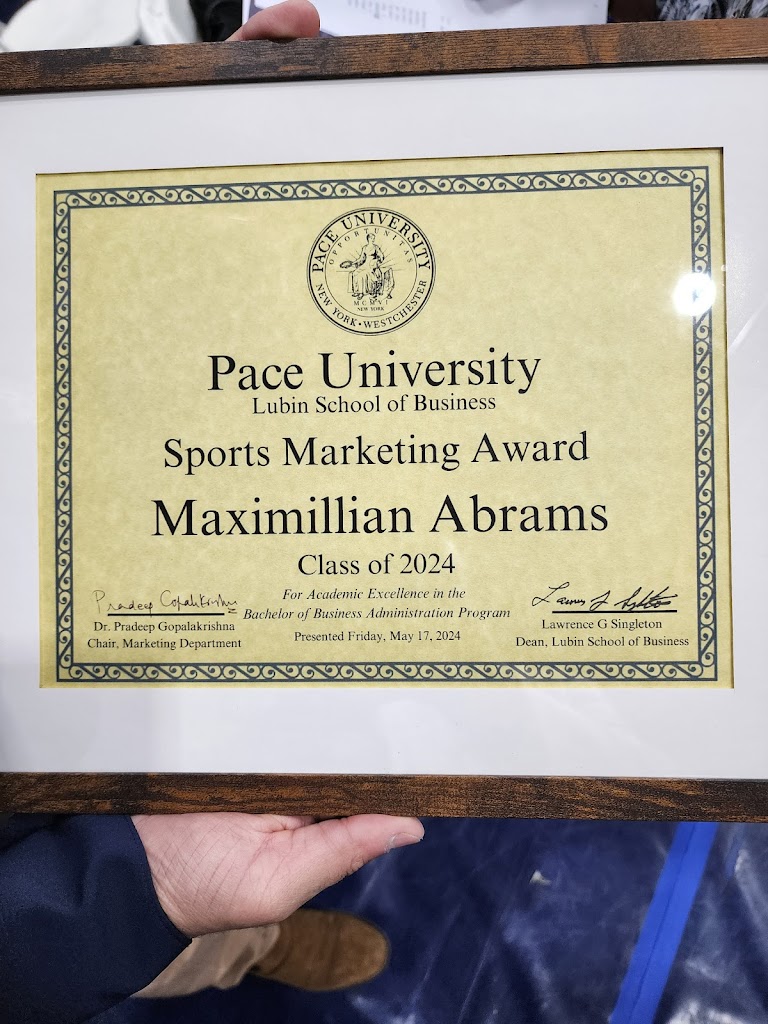 PACE UNIVERSITY
OPPORTUNITAS
MCMVI
NEW YORK
NEW YORK • WESTCHESTER
Pace University
Lubin School of Business
Sports Marketing Award
Maximillian Abrams
Class of 2024
For Academic Excellence in the
Bachelor of Business Administration Program
Presented Friday, May 17, 2024
Pradeep Gopalakrishna
Dr. Pradeep Gopalakrishna
Chair, Marketing Department
Lawrence G Singleton
Dean, Lubin School of Business